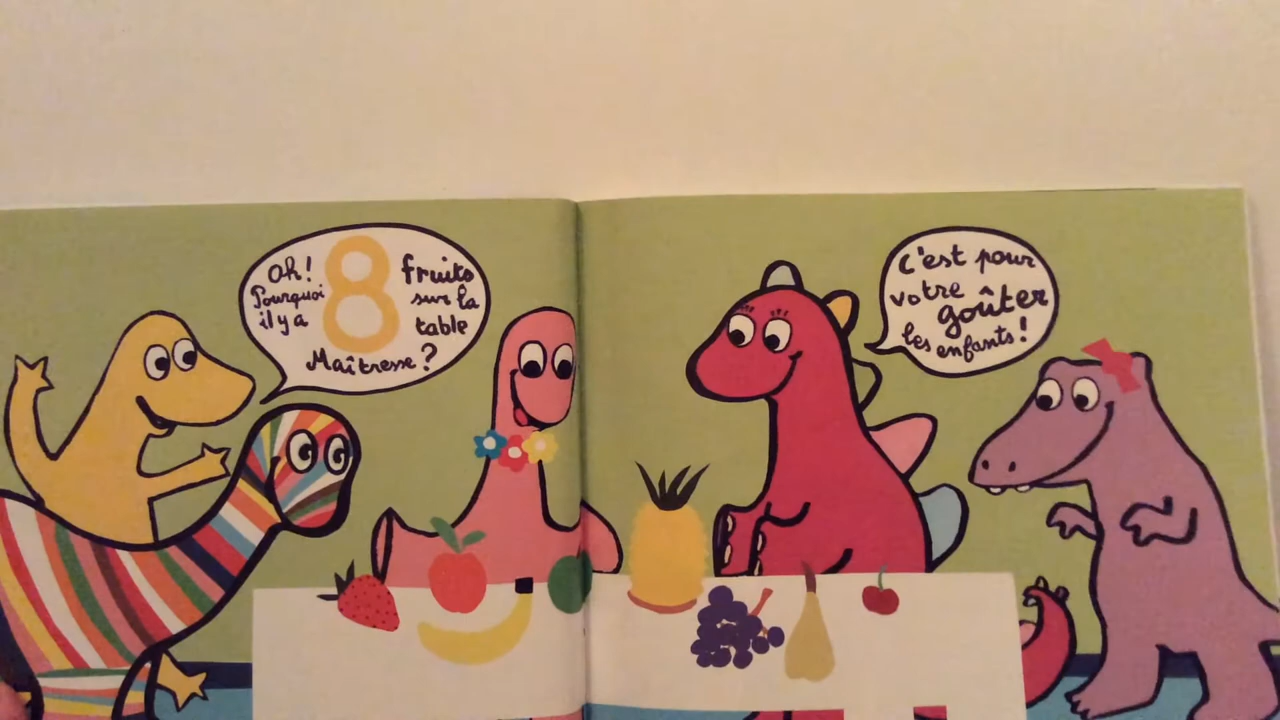 Oh! 8 fruits
Pourquoi sur la
il y a table
Maîtresse?
C'est pour
votre
goûter
les enfants!